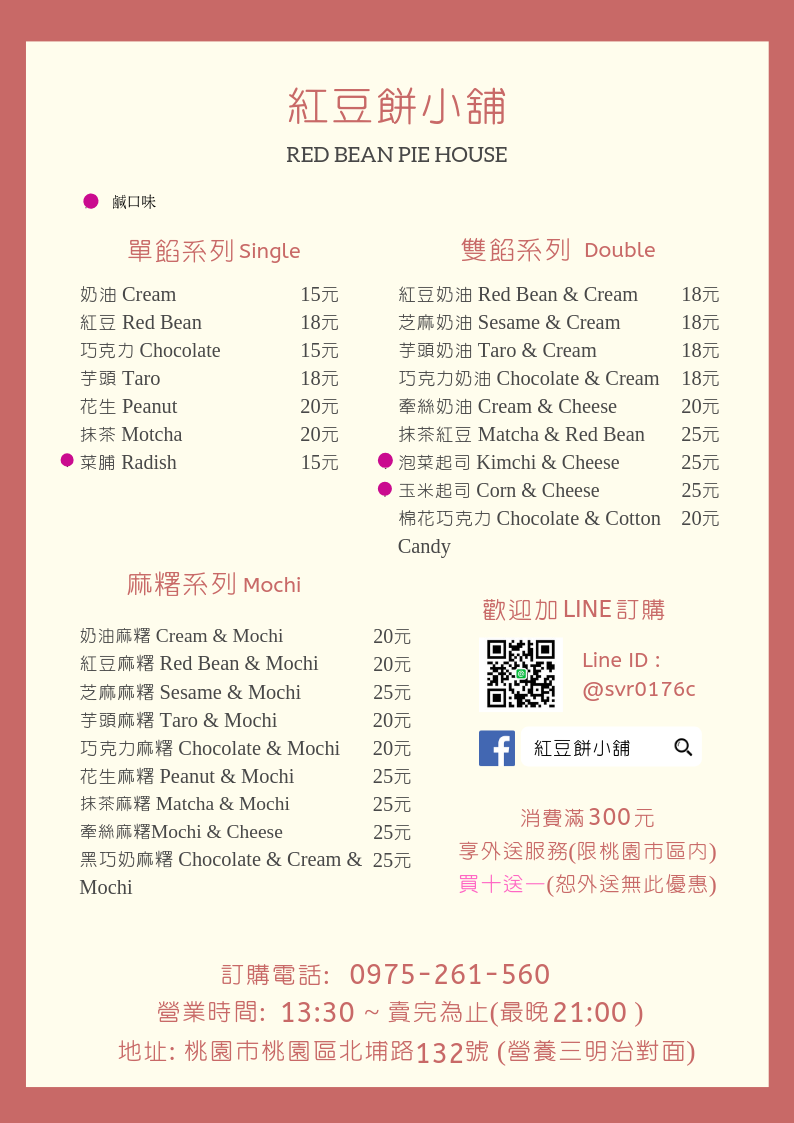 紅豆餅小舖
RED BEAN PIE HOUSE
鹹口味
單餡系列 Single
奶油 Cream 15元
紅豆 Red Bean 18元
巧克力 Chocolate 15元
芋頭 Taro 18元
花生 Peanut 20元
抹茶 Motcha 20元
菜脯 Radish 15元
雙餡系列 Double
紅豆奶油 Red Bean & Cream 18元
芝麻奶油 Sesame & Cream 18元
芋頭奶油 Taro & Cream 18元
巧克力奶油 Chocolate & Cream 18元
牽絲奶油 Cream & Cheese 20元
抹茶紅豆 Matcha & Red Bean 25元
泡菜起司 Kimchi & Cheese 25元
玉米起司 Corn & Cheese 25元
棉花巧克力 Chocolate & Cotton 20元
Candy
麻糬系列 Mochi
奶油麻糬 Cream & Mochi 20元
紅豆麻糬 Red Bean & Mochi 20元
芝麻麻糬 Sesame & Mochi 25元
芋頭麻糬 Taro & Mochi 20元
巧克力麻糬 Chocolate & Mochi 20元
花生麻糬 Peanut & Mochi 25元
抹茶麻糬 Matcha & Mochi 25元
牽絲麻糬Mochi & Cheese 25元
黑巧奶麻糬 Chocolate & Cream & 25元
Mochi
歡迎加LINE訂購
Line ID :
@svr0176c
紅豆餅小舖
消費滿300元
享外送服務(限桃園市區内)
買十送一(恕外送無此優惠)
訂購電話: 0975-261-560
營業時間: 13:30 ~ 賣完為止(最晚21:00 )
地址: 桃園市桃園區北埔路132號 (營養三明治對面)